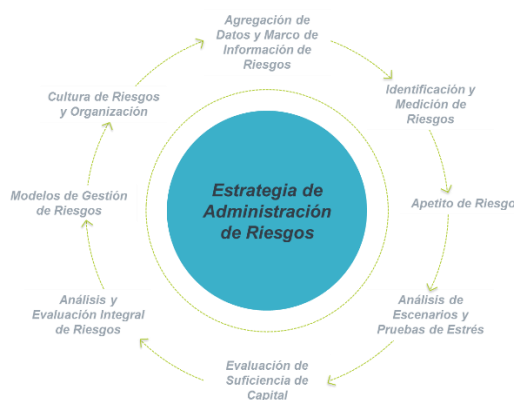 Agregación de
Datos y Marco de
Información de
Riesgos
Identificación y
Medición de
Riesgos
Apetito de Riesgo
Análisis de
Escenarios y
Pruebas de Estrés
Evaluación de
Suficiencia de
Capital
Análisis y
Evaluación Integral
de Riesgos
Modelos de Gestión
de Riesgos
Cultura de Riesgos
y Organización
Estrategia de
Administración
de Riesgos